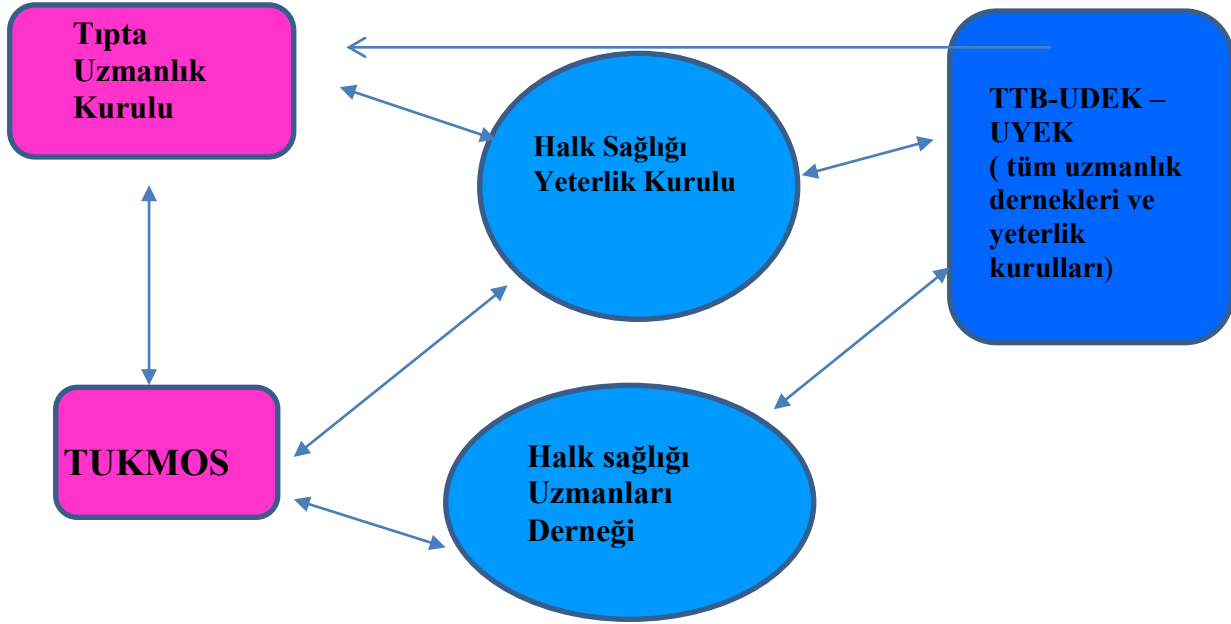 Tıpta
Uzmanlık
Kurulu
Halk Sağlığı
Yeterlik Kurulu
TTB-UDEK –
UYEK
( tüm uzmanlık
dernekleri ve
yeterlik
kurulları)
TUKMOS
Halk sağlığı
Uzmanları
Derneği